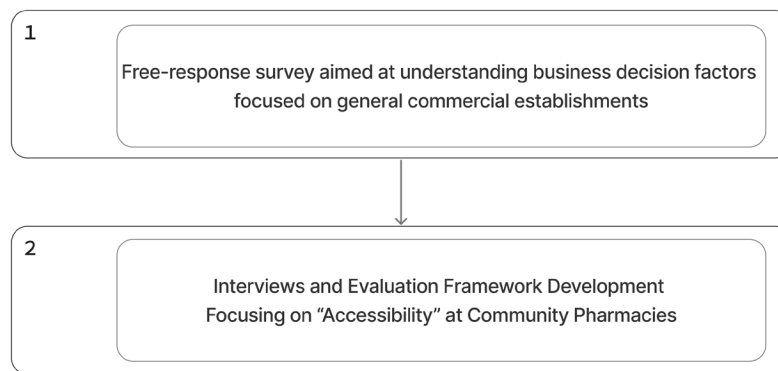 1
Free-response survey aimed at understanding business decision factors
focused on general commercial establishments
2
Interviews and Evaluation Framework Development
Focusing on “Accessibility” at Community Pharmacies